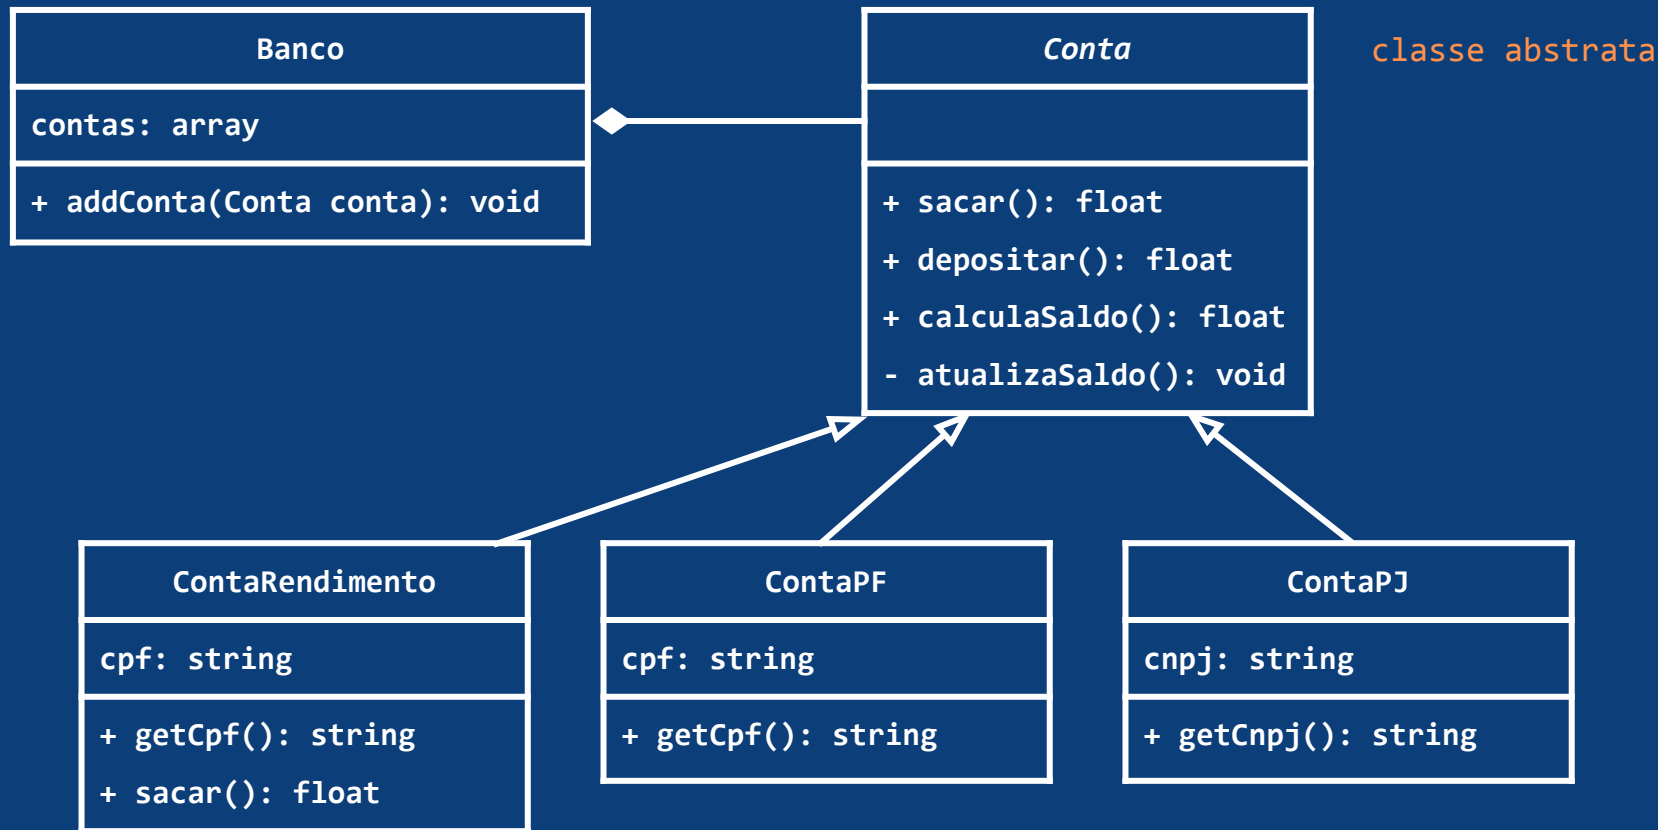 Banco
contas: array
+ addConta(Conta conta): void
Conta
classe abstrata
+ sacar(): float
+ depositar(): float
+ calculaSaldo(): float
- atualizaSaldo(): void
ContaRendimento
cpf: string
+ getCpf(): string
+ sacar(): float
ContaPF
cpf: string
+ getCpf(): string
ContaPJ
cnpj: string
+ getCnpj(): string